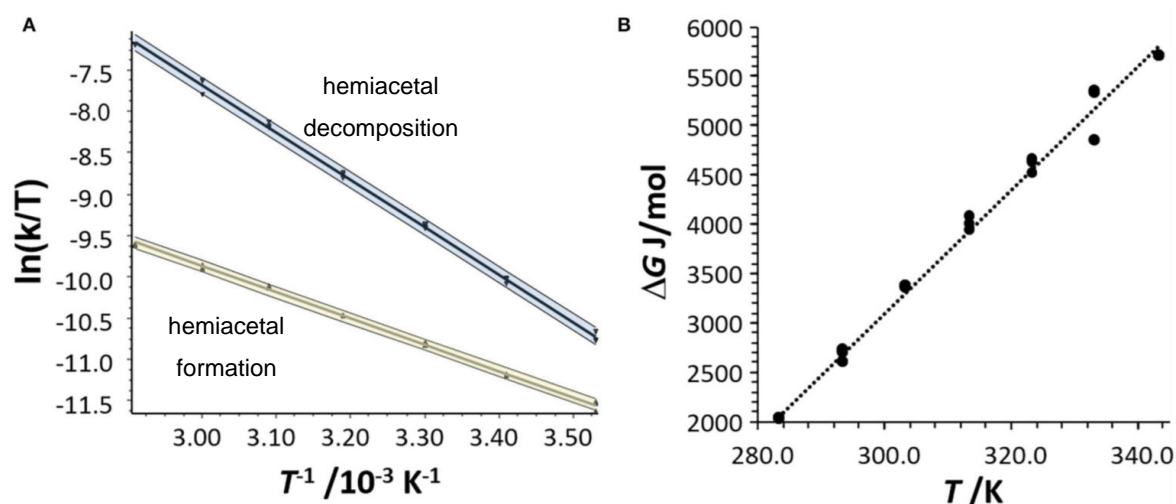 A
ln(k/T)
-7.5
-8.0
-8.5
-9.0
-9.5
-10.0
-10.5
-11.0
-11.5
hemiacetal
decomposition
hemiacetal
formation
3.00 3.10 3.20 3.30 3.40 3.50
T⁻¹ /10⁻³ K⁻¹
B
ΔG J/mol
6000
5500
5000
4500
4000
3500
3000
2500
2000
280.0 300.0 320.0 340.0
T /K